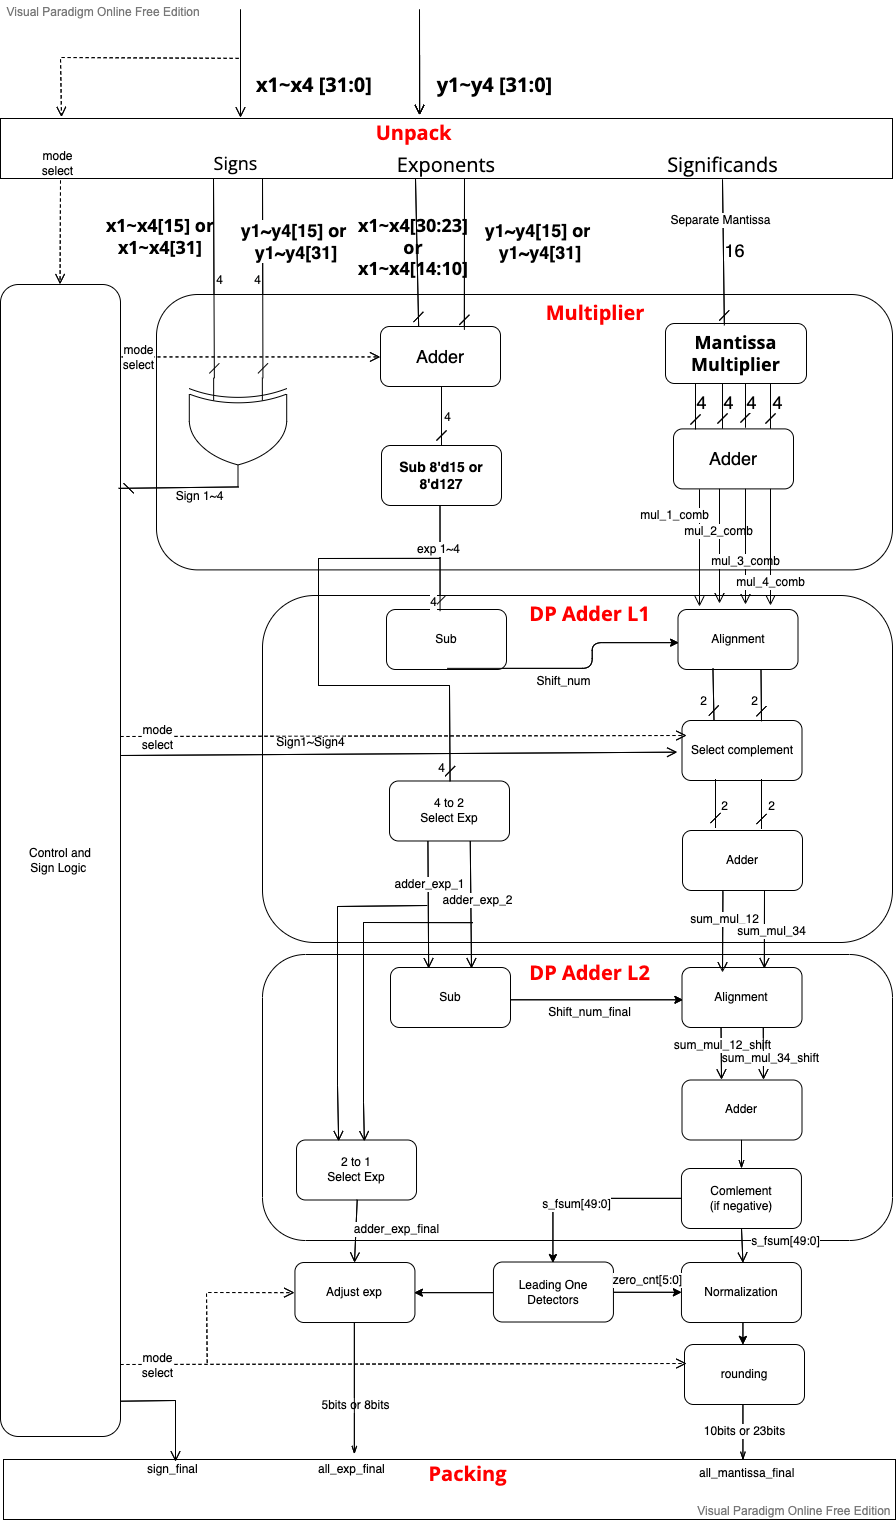 Visual Paradigm Online Free Edition
x1~x4 [31:0]
y1~y4 [31:0]
Unpack
mode
select
Signs
Exponents
Significands
x1~x4[15] or
x1~x4[31]
y1~y4[15] or
y1~y4[31]
x1~x4[30:23]
or
x1~x4[14:10]
y1~y4[15] or
y1~y4[31]
Separate Mantissa
16
4
4
Multiplier
mode
select
Adder
Mantissa
Multiplier
4
4
4
4
4
Sub 8'd15 or
8'd127
Adder
Sign 1~4
mul_1_comb
mul_2_comb
exp 1~4
mul_3_comb
mul_4_comb
4
DP Adder L1
Sub
Alignment
Shift_num
2
2
mode
select
Sign1~Sign4
Select complement
4
4 to 2
Select Exp
2
2
Control and
Sign Logic
Adder
adder_exp_1
adder_exp_2
sum_mul_12
sum_mul_34
DP Adder L2
Sub
Alignment
Shift_num_final
sum_mul_12_shift
sum_mul_34_shift
Adder
2 to 1
Select Exp
Comlement
(if negative)
s_fsum[49:0]
adder_exp_final
s_fsum[49:0]
Adjust exp
Leading One
Detectors
zero_cnt[5:0]
Normalization
mode
select
rounding
5bits or 8bits
10bits or 23bits
sign_final
all_exp_final
Packing
all_mantissa_final
Visual Paradigm Online Free Edition